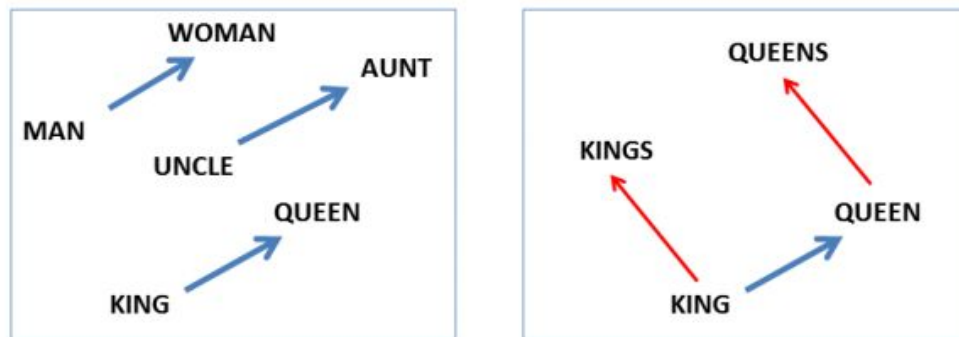 WOMAN
AUNT
MAN
UNCLE
QUEEN
KING
QUEENS
KINGS
QUEEN
KING